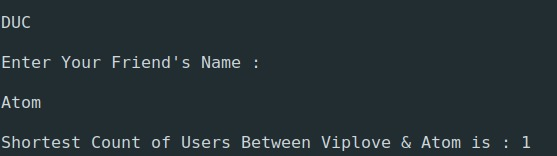 DUC
Enter Your Friend's Name :
Atom
Shortest Count of Users Between Viplove & Atom is : 1